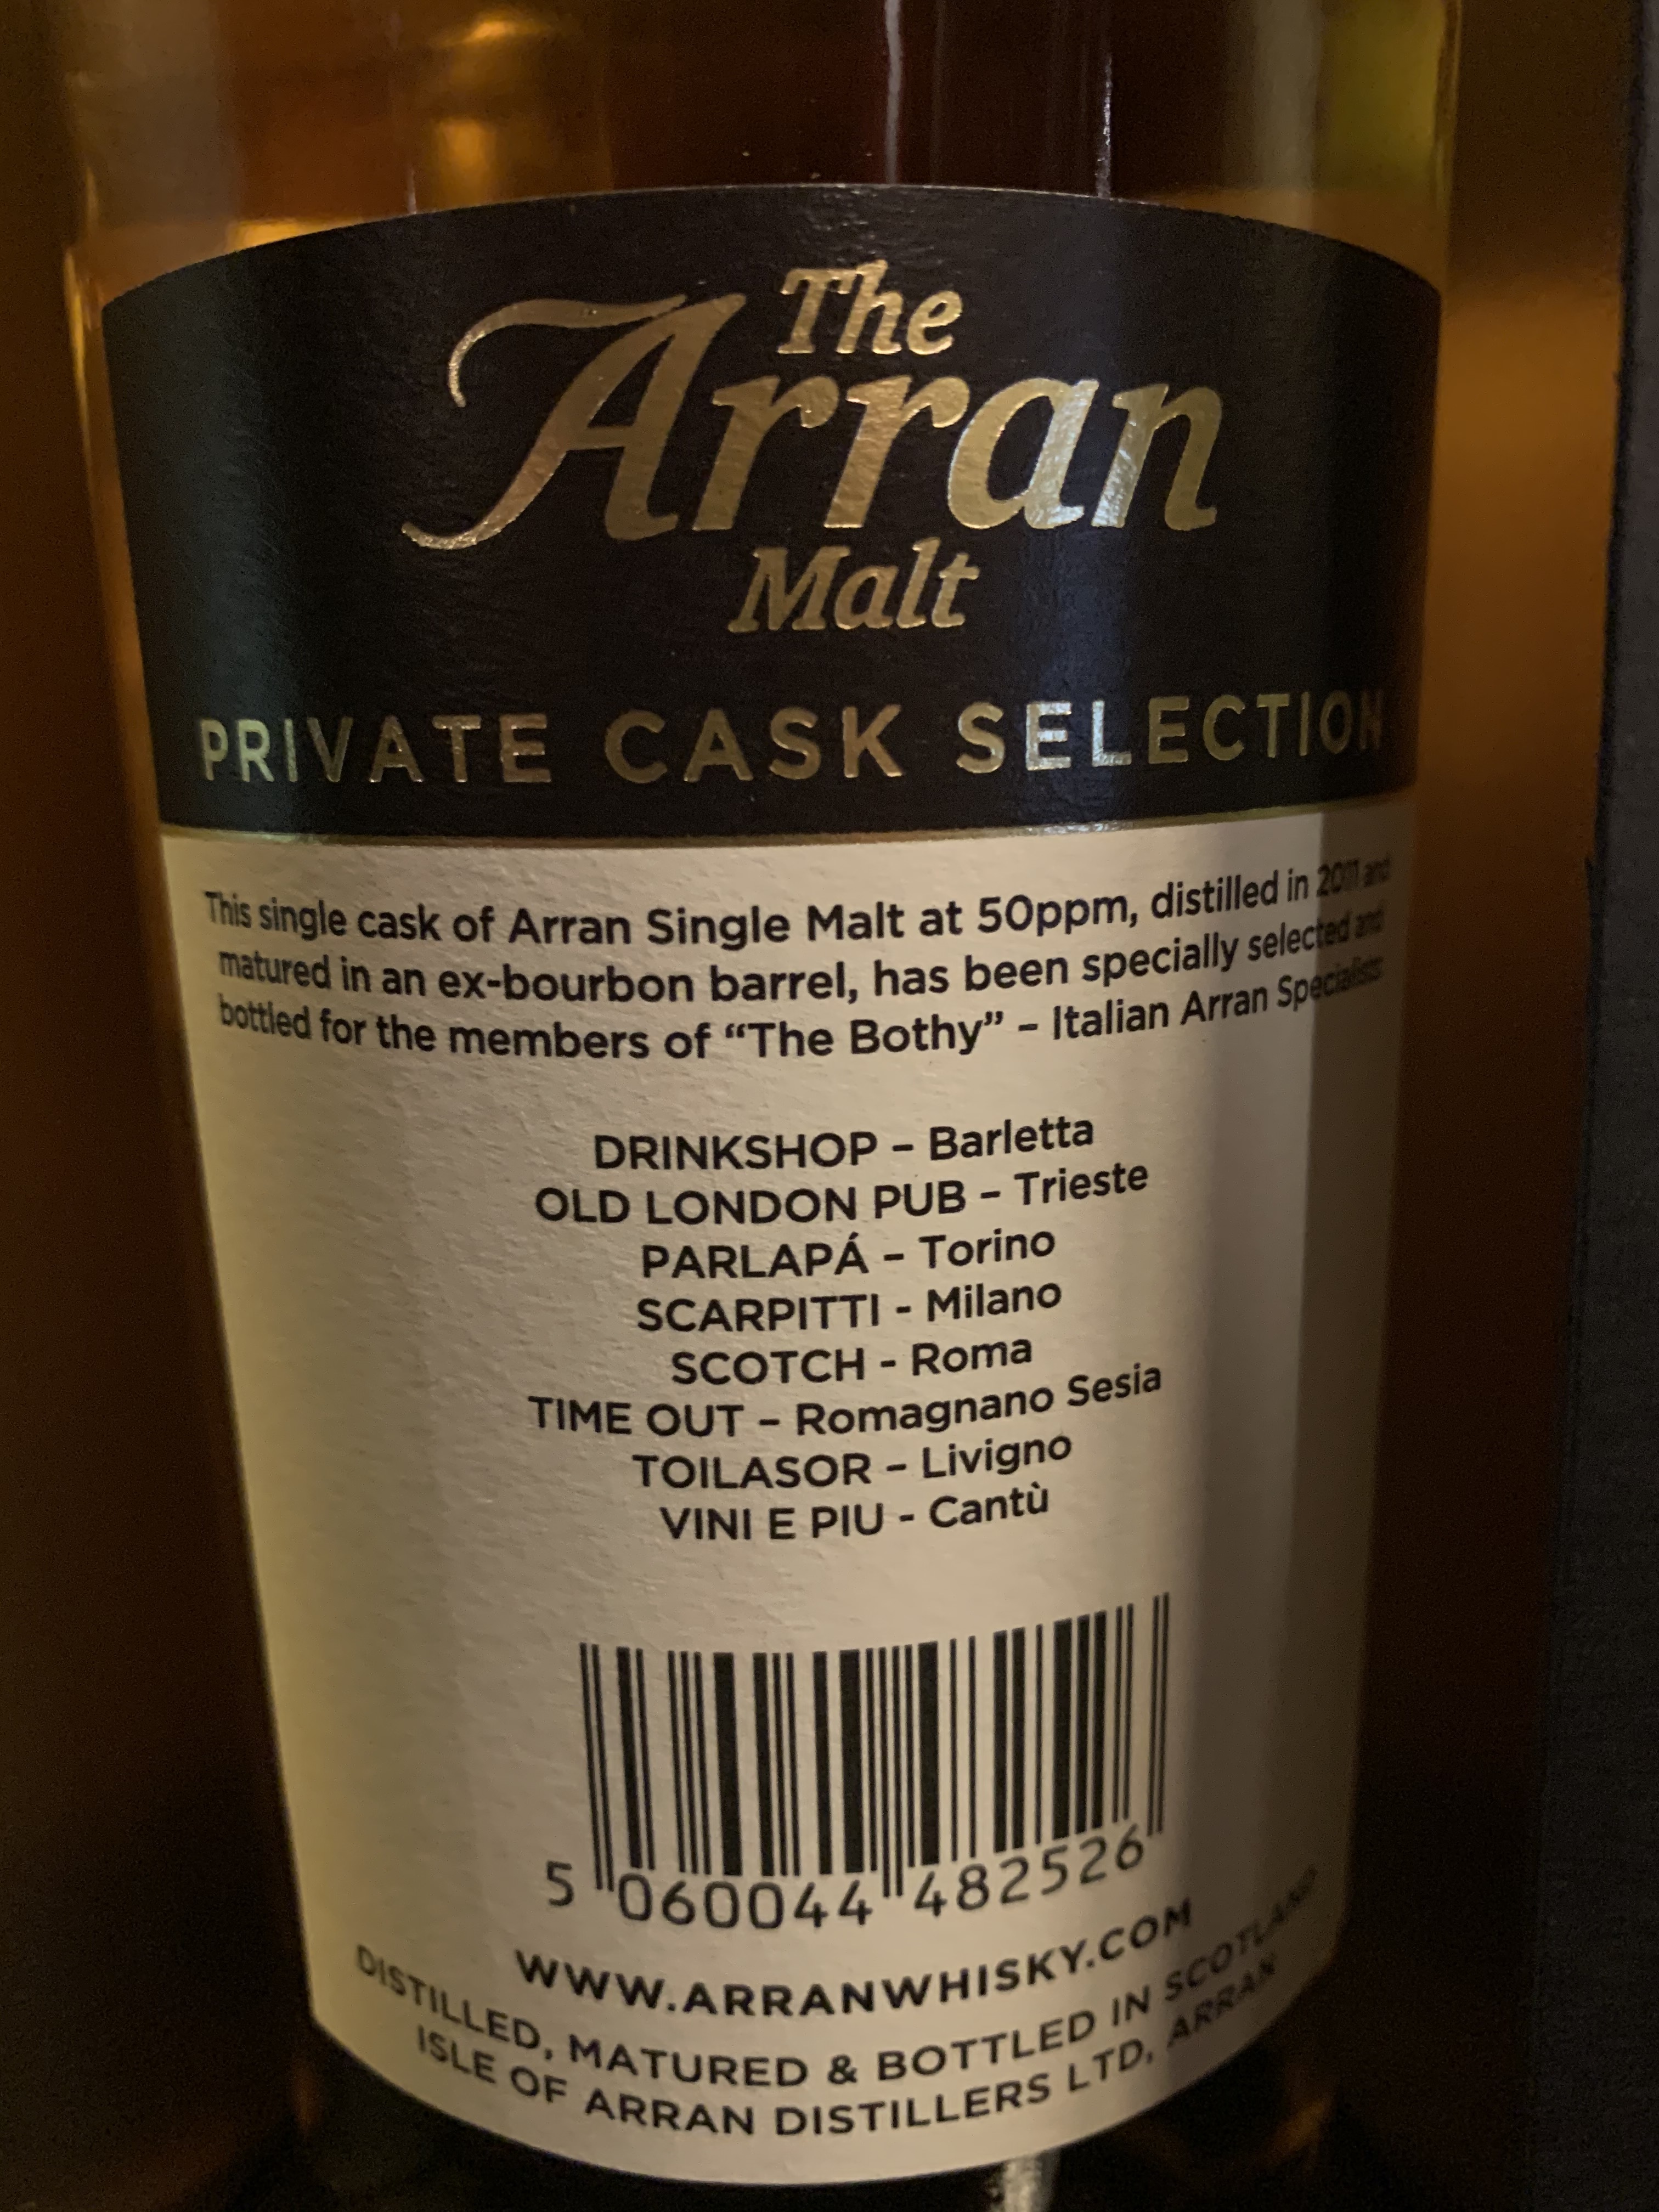 The
Arran
Malt
PRIVATE CASK SELECTION
This single cask of Arran Single Malt at 50ppm, distilled in 2011 and
matured in an ex-bourbon barrel, has been specially selected and
bottled for the members of “The Bothy” – Italian Arran Specialists
DRINKSHOP – Barletta
OLD LONDON PUB – Trieste
PARLAPÁ – Torino
SCARPITTI - Milano
SCOTCH - Roma
TIME OUT – Romagnano Sesia
TOILASOR – Livigno
VINI E PIU - Cantù
5 060044 482526
WWW.ARRANWHISKY.COM
DISTILLED, MATURED & BOTTLED IN SCOTLAND
ISLE OF ARRAN DISTILLERS LTD, ARRAN